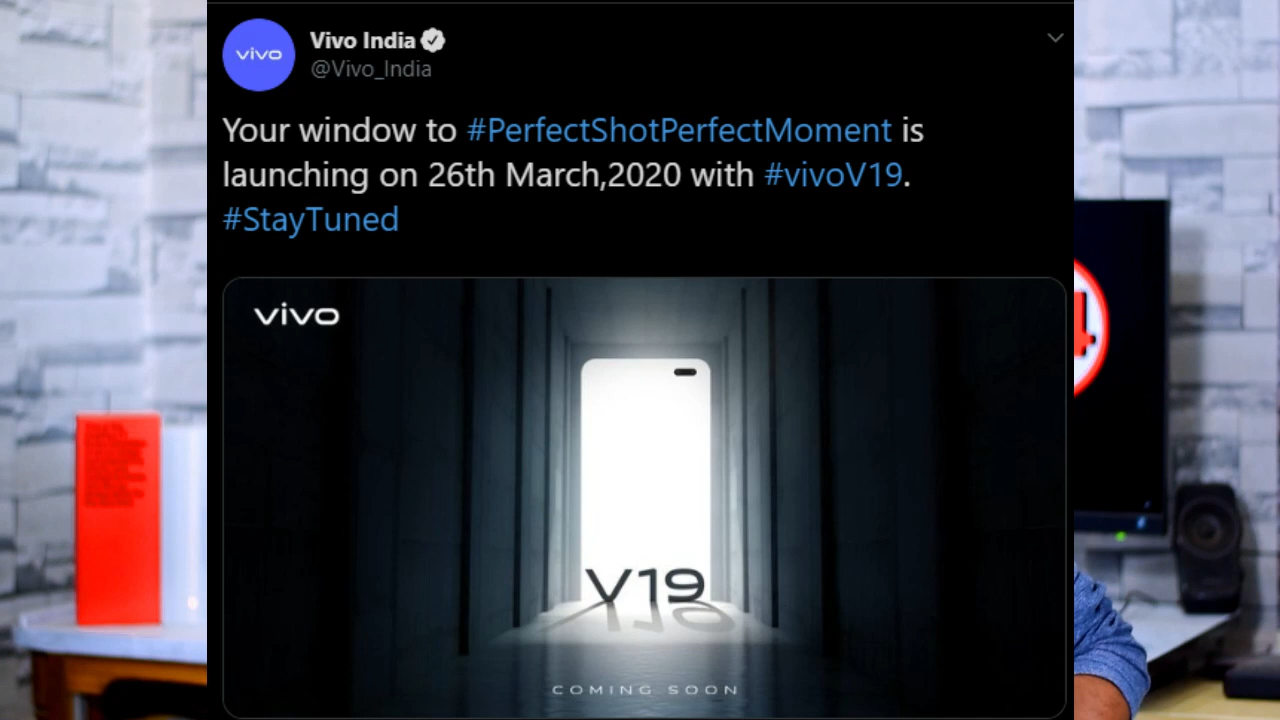 vivo
Vivo India
@Vivo_India
Your window to #PerfectShotPerfectMoment is
launching on 26th March,2020 with #vivoV19.
#StayTuned
vivo
V19
COMING SOON